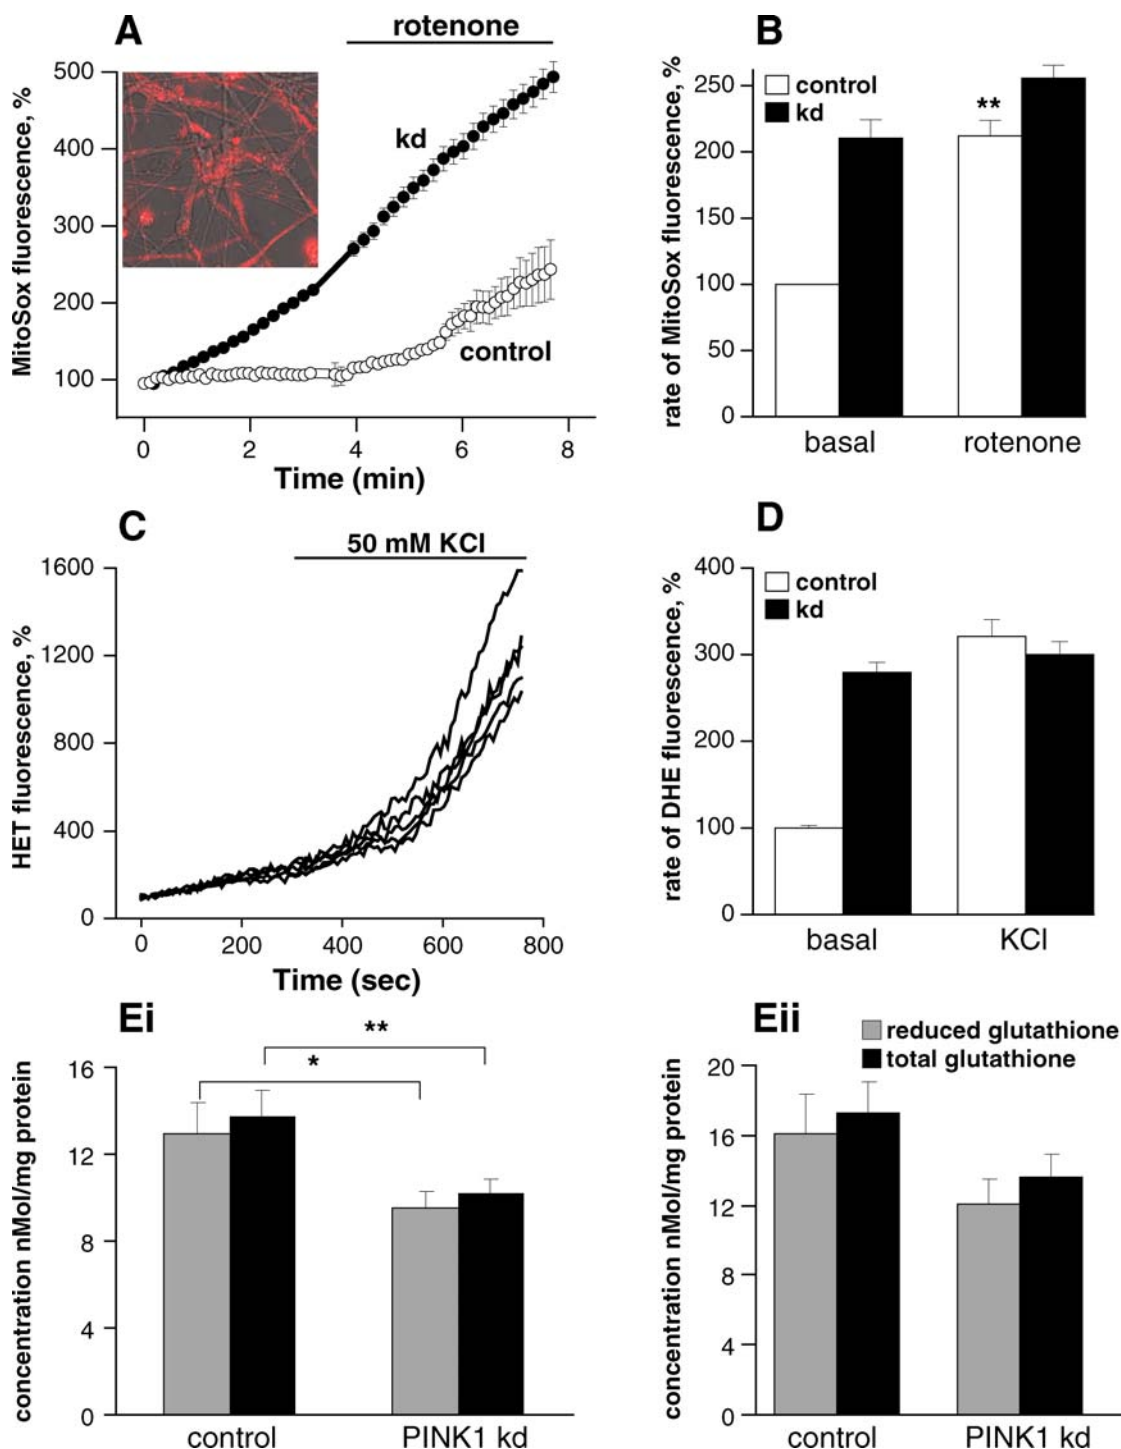 A
rotenone
MitoSox fluorescence, %
500
400
300
200
100
kd
control
0 2 4 6 8
Time (min)
B
rate of MitoSox fluorescence, %
control
kd
**
250
200
150
100
50
0
basal rotenone
C
50 mM KCl
HET fluorescence, %
1600
1200
800
400
0
0 200 400 600 800
Time (sec)
D
rate of DHE fluorescence, %
control
kd
400
300
200
100
0
basal KCl
Ei
**
*
concentration nMol/mg protein
16
12
8
4
0
control PINK1 kd
Eii
reduced glutathione
total glutathione
concentration nMol/mg protein
20
16
12
8
4
0
control PINK1 kd